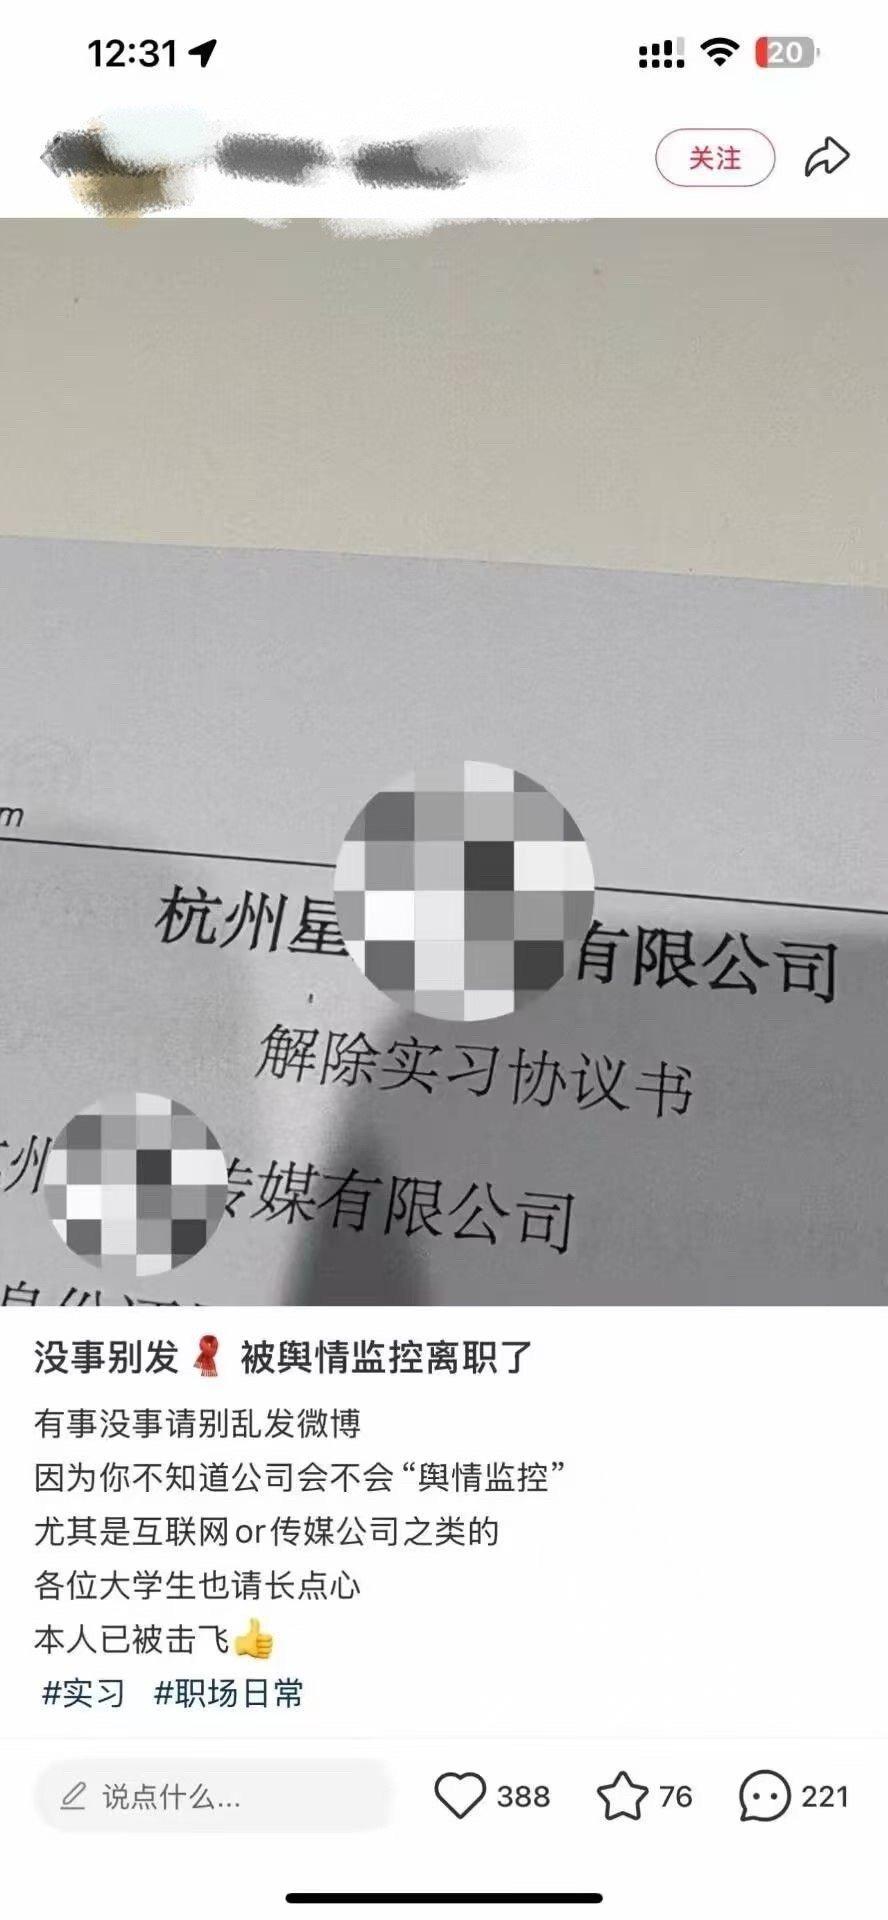 12:31
20
关注
m
杭州星
有限公司
解除实习协议书
州
传媒有限公司
没事别发🧣 被舆情监控离职了
有事没事请别乱发微博
因为你不知道公司会不会“舆情监控”
尤其是互联网or传媒公司之类的
各位大学生也请长点心
本人已被击飞👍
#实习 #职场日常
说点什么...
388
76
221